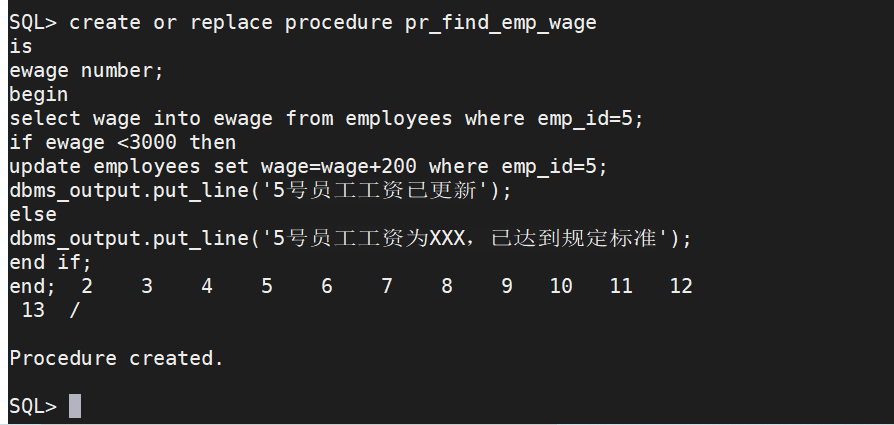 SQL> create or replace procedure pr_find_emp_wage
is
ewage number;
begin
select wage into ewage from employees where emp_id=5;
if ewage <3000 then
update employees set wage=wage+200 where emp_id=5;
dbms_output.put_line('5号员工工资已更新');
else
dbms_output.put_line('5号员工工资为XXX，已达到规定标准');
end if;
end;  2    3    4    5    6    7    8    9   10   11   12
 13  /
Procedure created.
SQL>